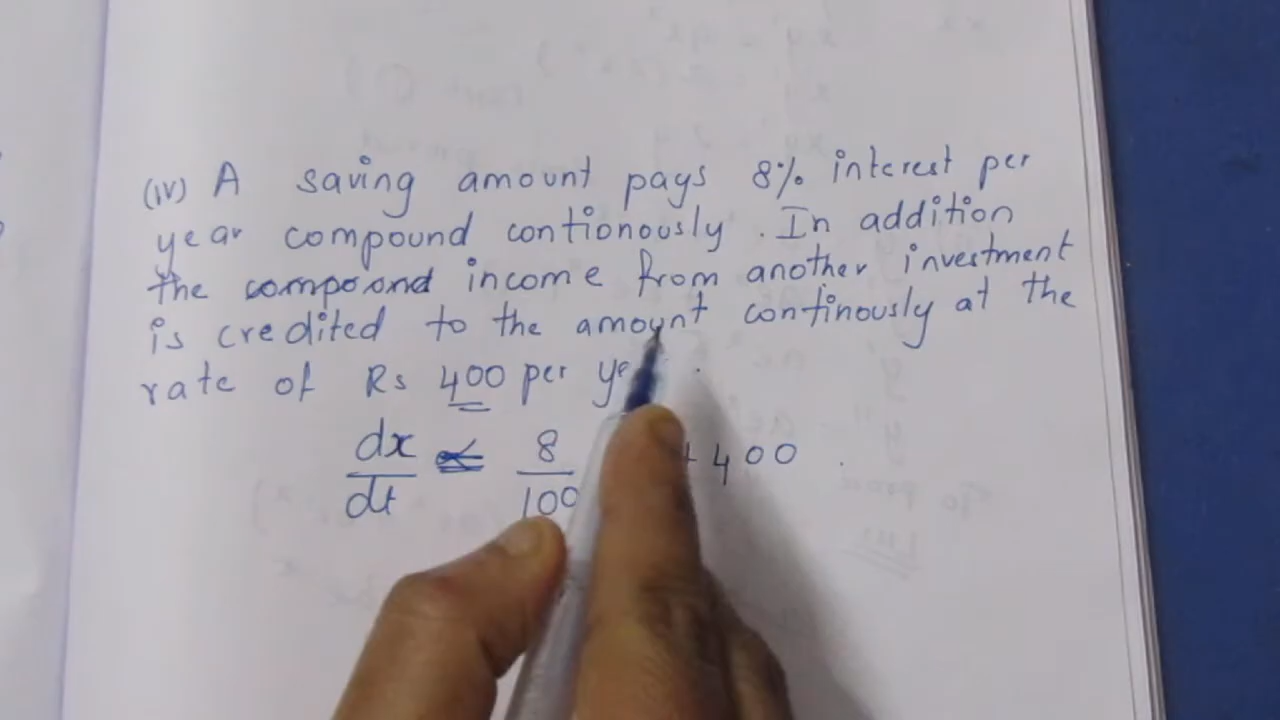 (iv) A saving amount pays 8% interest per
year compound contionously. In addition
the compound income from another investment
is credited to the amount continously at the
rate of Rs 400 per
dx/dt = 8/100 + 400.